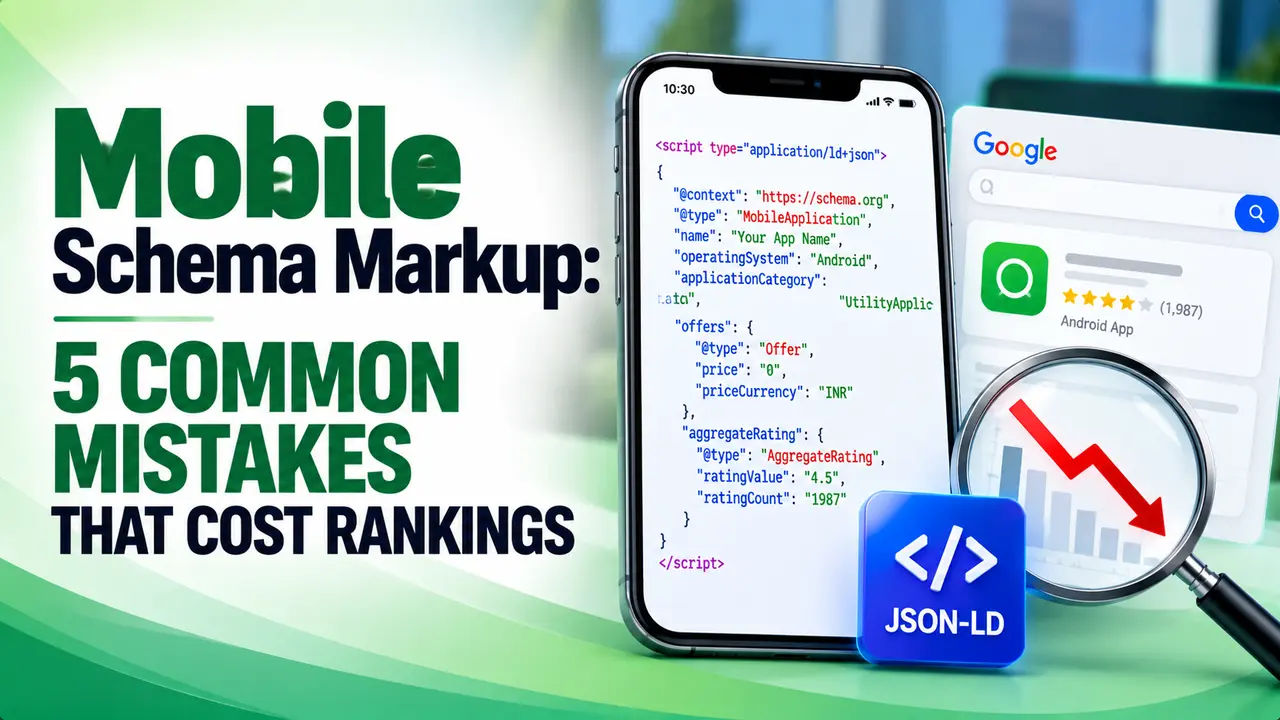 Mobile
Schema Markup:
5 COMMON
MISTAKES
THAT COST RANKINGS
10:30
<script type="application/ld+json">
{
"@context": "https://schema.org",
"@type": "MobileApplication",
"name": "Your App Name",
"operatingSystem": "Android",
"applicationCategory":
"UtilityApplic
"offers": {
"@type": "Offer",
"price": "0",
"priceCurrency": "INR"
},
"aggregateRating": {
"@type": "AggregateRating",
"ratingValue": "4.5",
"ratingCount": "1987"
}
}
</script>
</> 
JSON-LD
Google
(1,987)
Android App